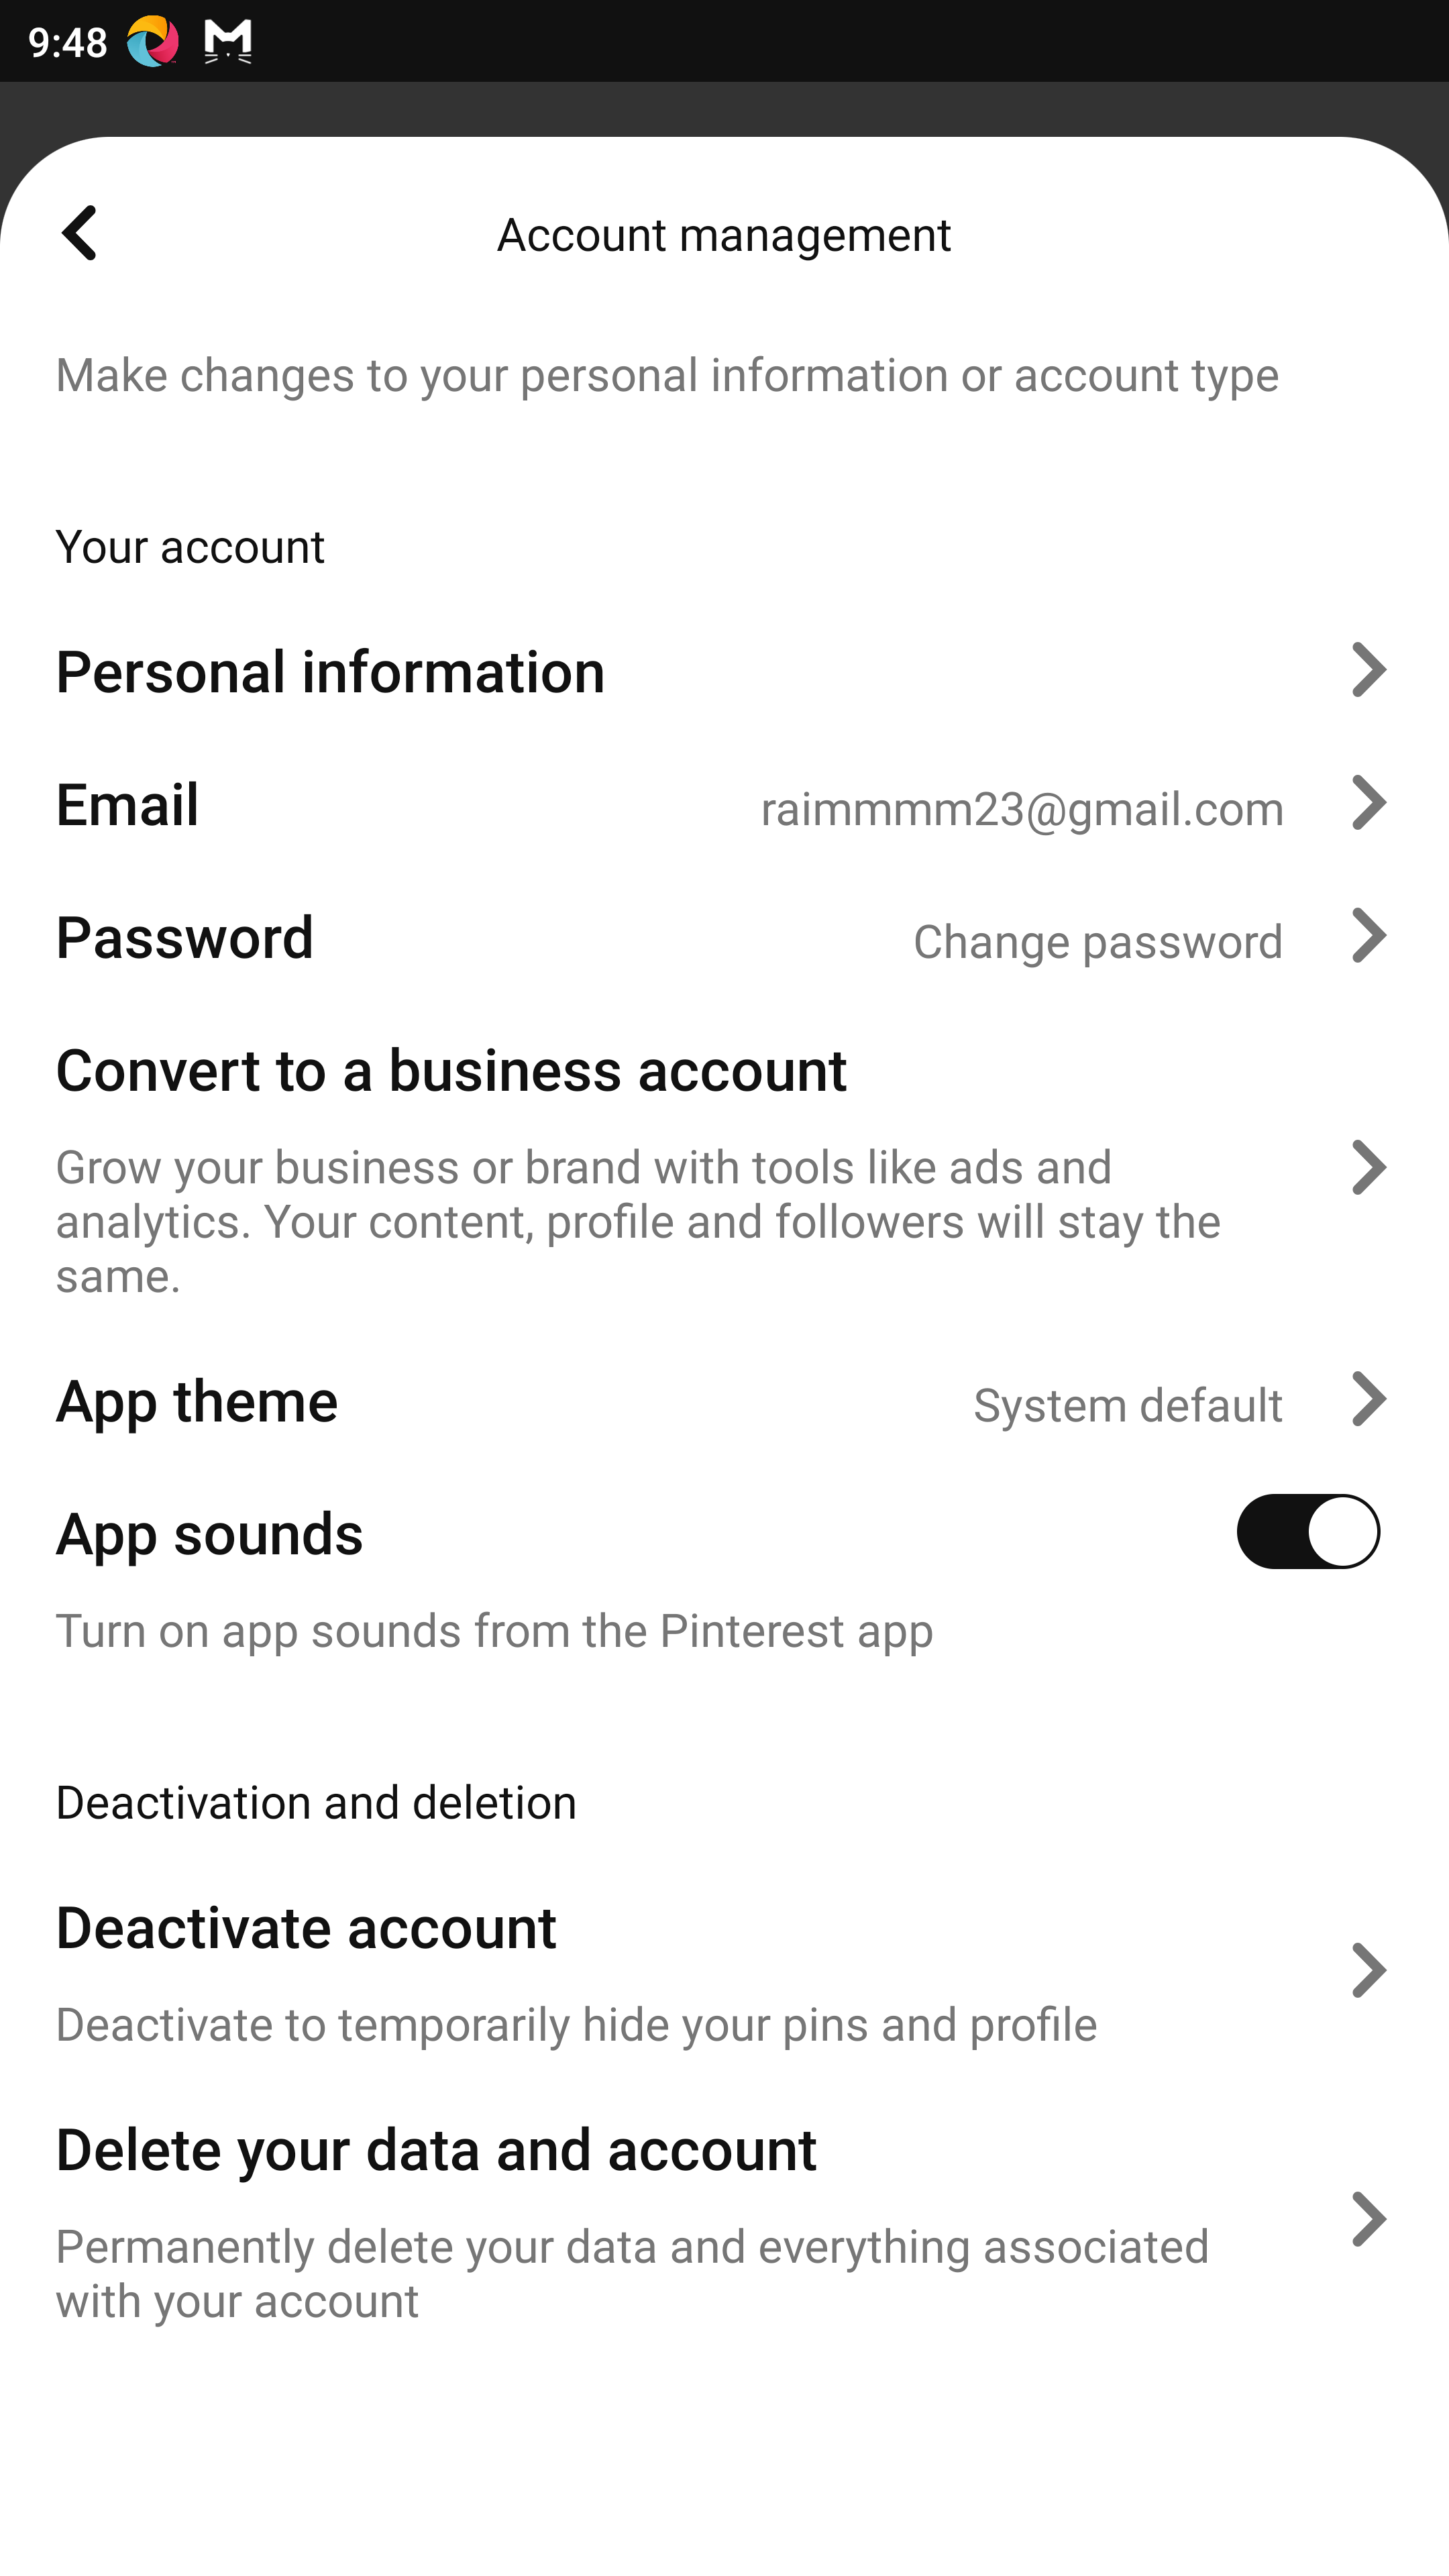 9:48
Account management
Make changes to your personal information or account type
Your account
Personal information
Email
raimmmm23@gmail.com
Password
Change password
Convert to a business account
Grow your business or brand with tools like ads and
analytics. Your content, profile and followers will stay the
same.
App theme
System default
App sounds
Turn on app sounds from the Pinterest app
Deactivation and deletion
Deactivate account
Deactivate to temporarily hide your pins and profile
Delete your data and account
Permanently delete your data and everything associated
with your account